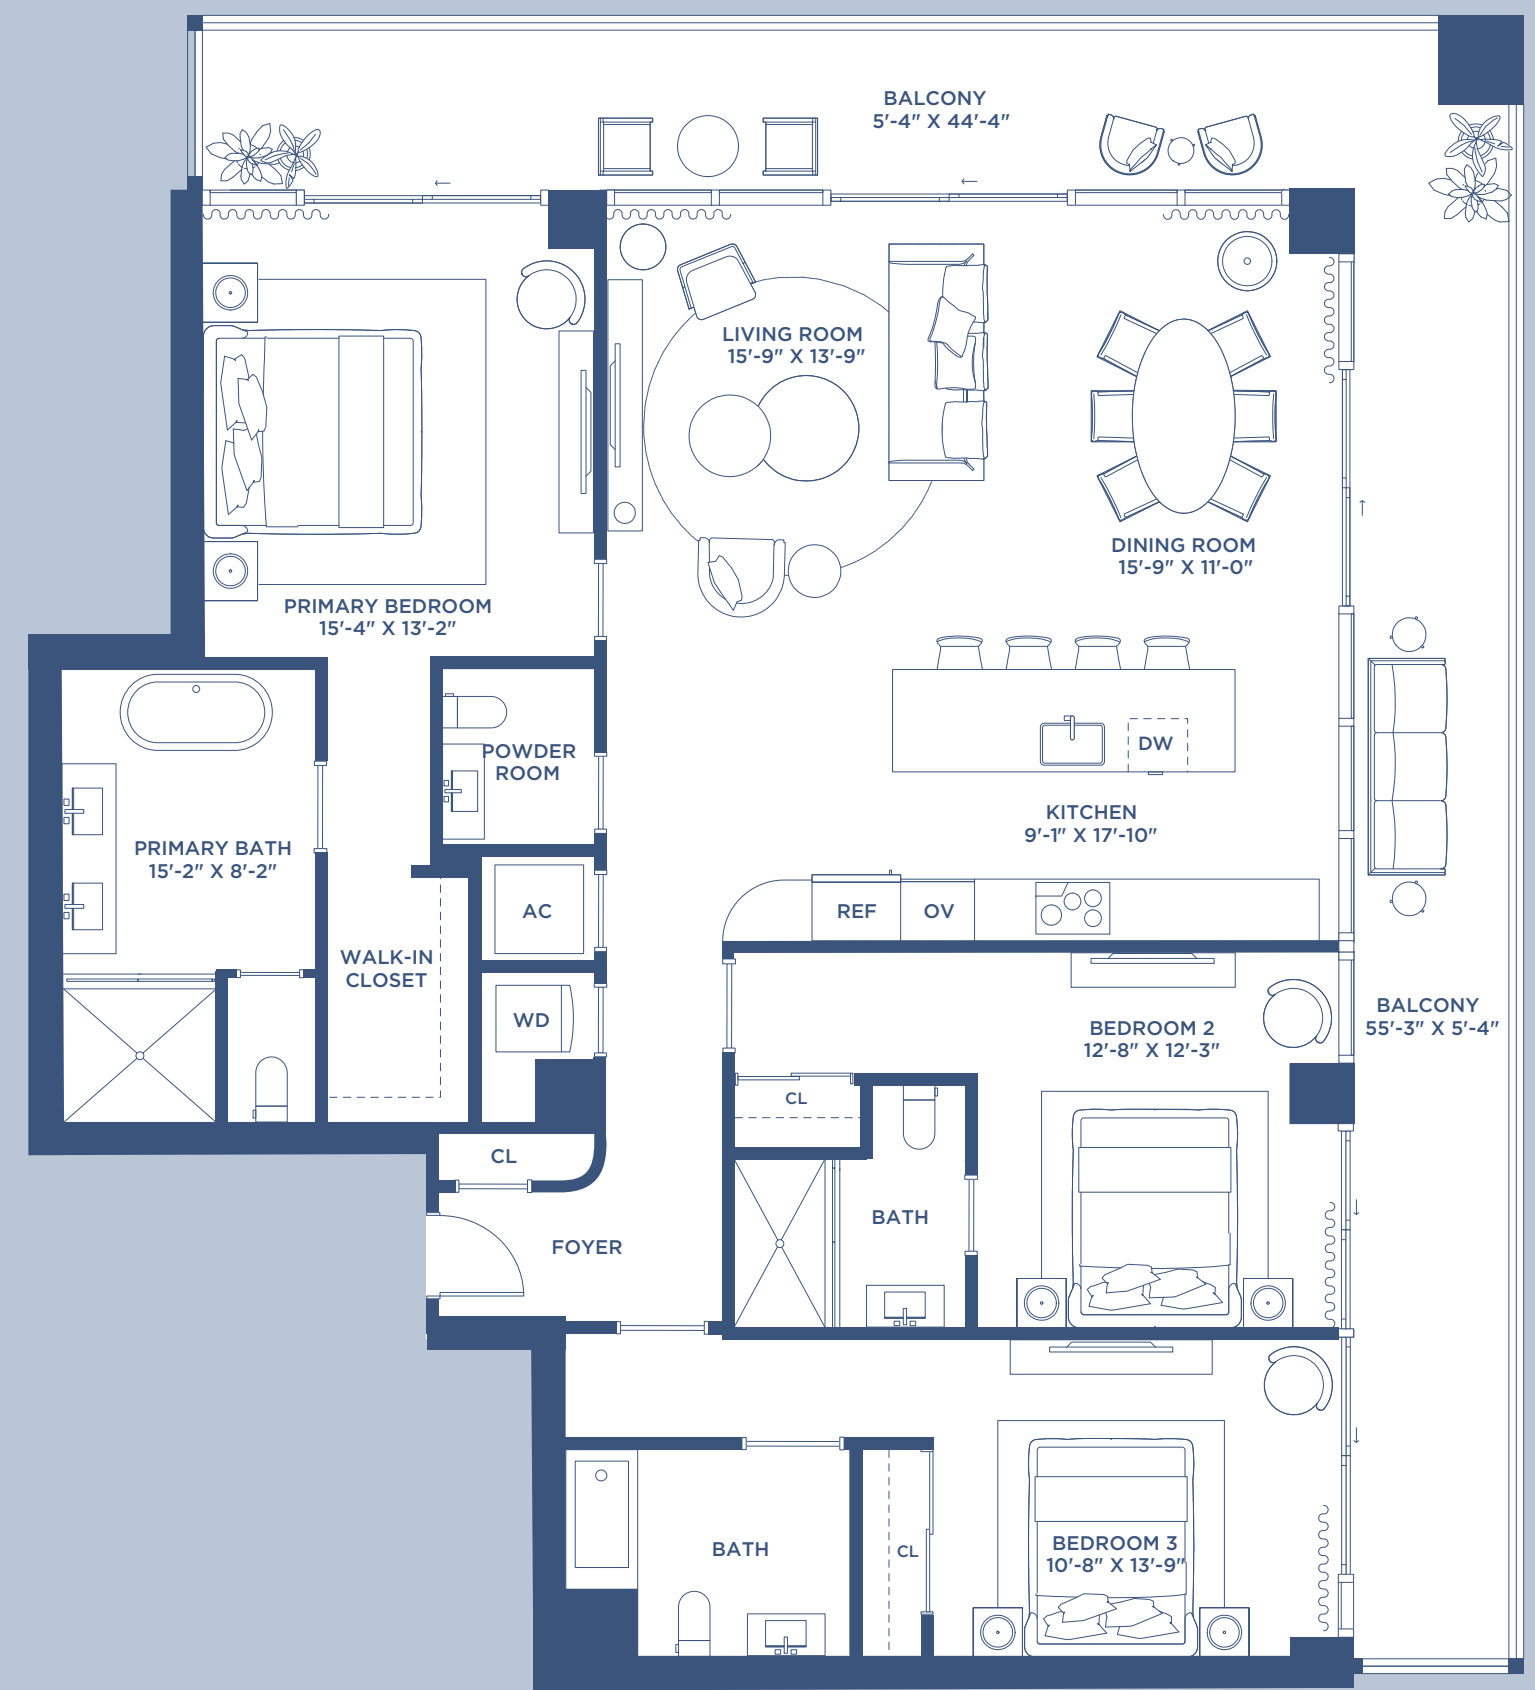 BALCONY
5'-4" X 44'-4"
LIVING ROOM
15'-9" X 13'-9"
DINING ROOM
15'-9" X 11'-0"
PRIMARY BEDROOM
15'-4" X 13'-2"
POWDER
ROOM
DW
KITCHEN
9'-1" X 17'-10"
PRIMARY BATH
15'-2" X 8'-2"
AC
REF
OV
WALK-IN
CLOSET
WD
BEDROOM 2
12'-8" X 12'-3"
BALCONY
55'-3" X 5'-4"
CL
CL
BATH
FOYER
BATH
CL
BEDROOM 3
10'-8" X 13'-9"